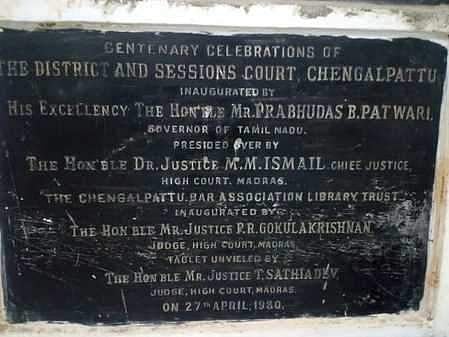 CENTENARY CELEBRATIONS OF
THE DISTRICT AND SESSIONS COURT, CHENGALPATTU
INAUGURATED BY
HIS EXCELLENCY THE HON'BLE MR. PRABHUDAS B. PATWARI,
GOVERNOR OF TAMIL NADU.
PRESIDED OVER BY
THE HON'BLE DR. JUSTICE M.M. ISMAIL, CHIEF JUSTICE,
HIGH COURT, MADRAS.
THE CHENGALPATTU BAR ASSOCIATION LIBRARY TRUST
INAUGURATED BY
THE HON'BLE MR. JUSTICE P.R. GOKULAKRISHNAN
JUDGE, HIGH COURT, MADRAS
TABLET UNVIELED BY
THE HON'BLE MR. JUSTICE T. SATHIADEV,
JUDGE, HIGH COURT, MADRAS.
ON 27TH APRIL, 1980.